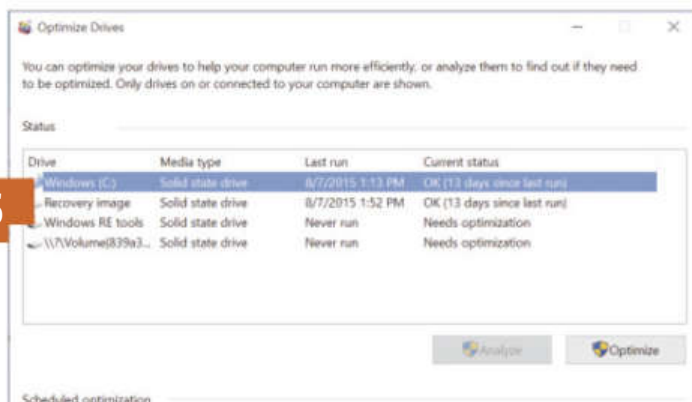 Optimize Drives
You can optimize your drives to help your computer run more efficiently, or analyze them to find out if they need
to be optimized. Only drives on or connected to your computer are shown.
Status
Drive Media type Last run Current status
Windows (C:) Solid state drive 8/7/2015 1:13 PM OK (13 days since last run)
Recovery image Solid state drive 8/7/2015 1:52 PM OK (13 days since last run)
Windows RE tools Solid state drive Never run Needs optimization
\\?\Volume{839a3... Solid state drive Never run Needs optimization
Analyze Optimize
Scheduled optimization